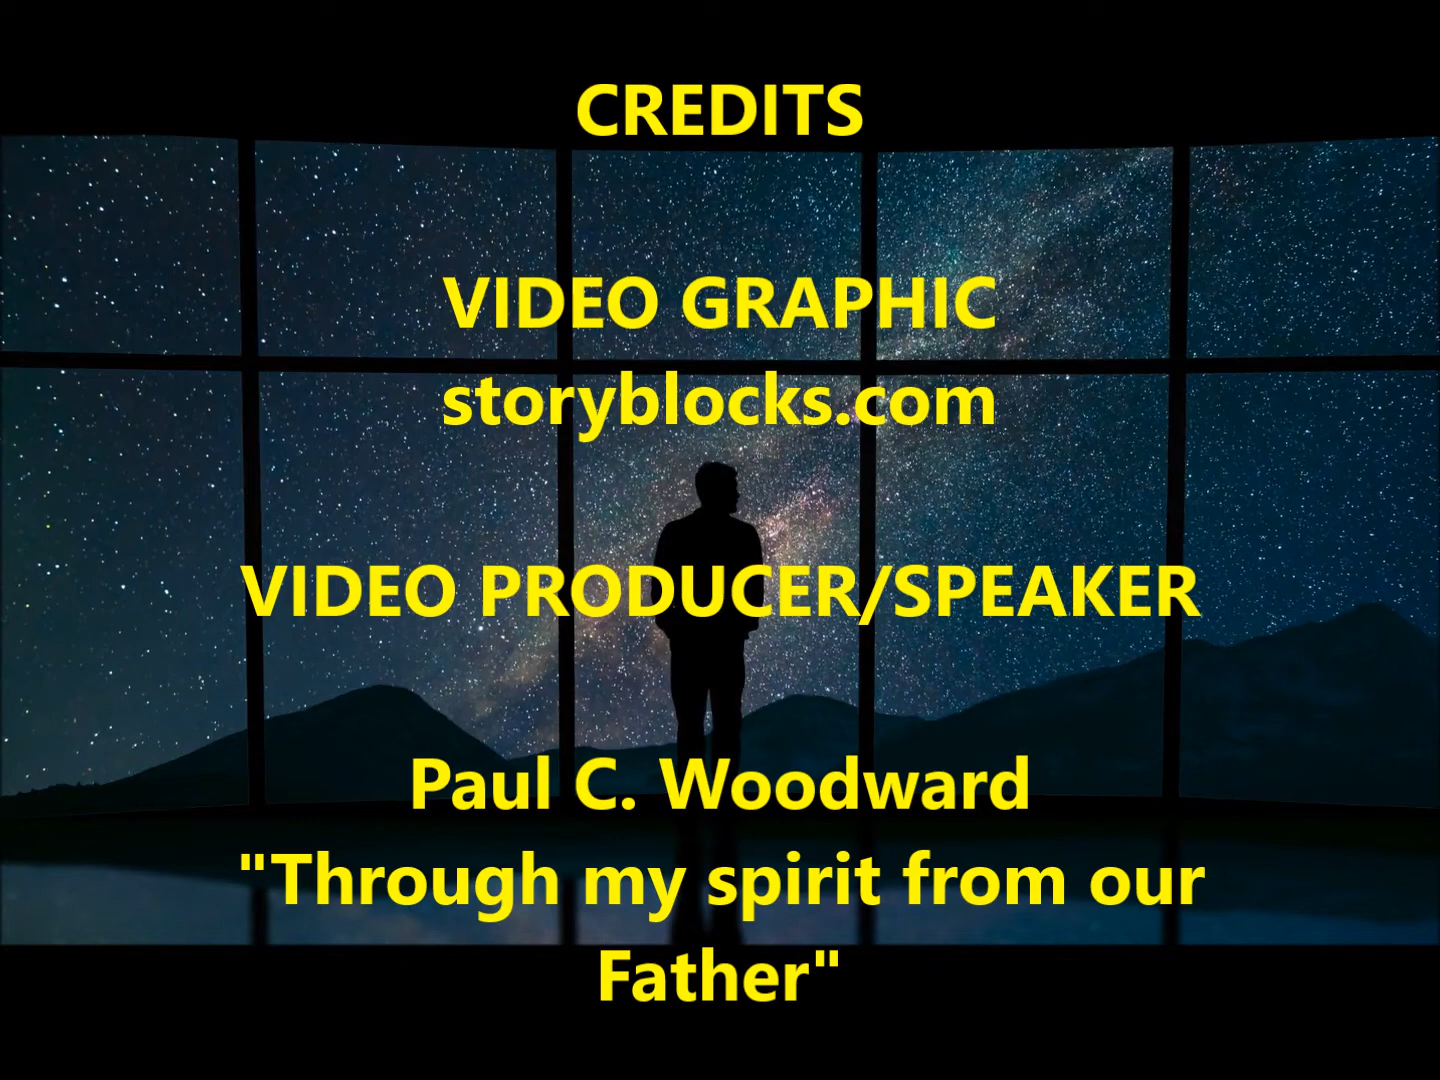 CREDITS
VIDEO GRAPHIC
storyblocks.com
VIDEO PRODUCER/SPEAKER
Paul C. Woodward
"Through my spirit from our
Father"